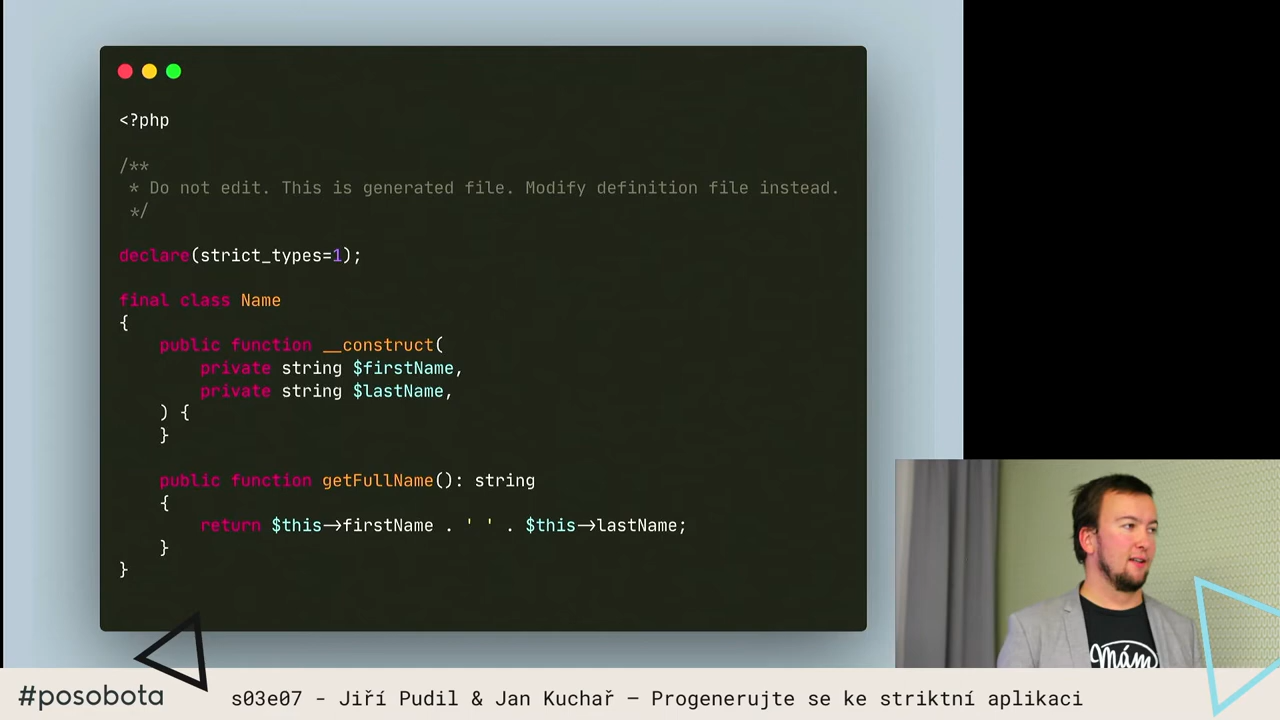 <?php
/**
 * Do not edit. This is generated file. Modify definition file instead.
 */
declare(strict_types=1);
final class Name
{
    public function __construct(
        private string $firstName,
        private string $lastName,
    ) {
    }
    public function getFullName(): string
    {
        return $this->firstName . ' ' . $this->lastName;
    }
}
Mám
#posobota
s03e07 - Jiří Pudil & Jan Kuchař – Progenerujte se ke striktní aplikaci